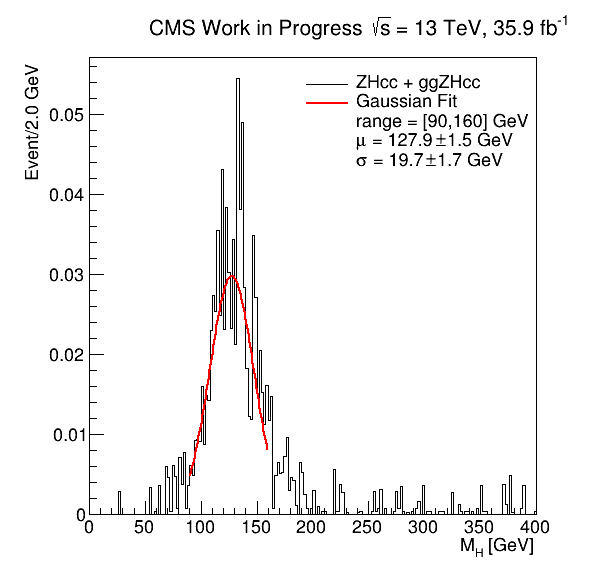 CMS Work in Progress √s = 13 TeV, 35.9 fb⁻¹
Event/2.0 GeV
ZHcc + ggZHcc
Gaussian Fit
range = [90,160] GeV
μ = 127.9±1.5 GeV
σ = 19.7±1.7 GeV
0.05
0.04
0.03
0.02
0.01
0
0 50 100 150 200 250 300 350 400
M_H [GeV]